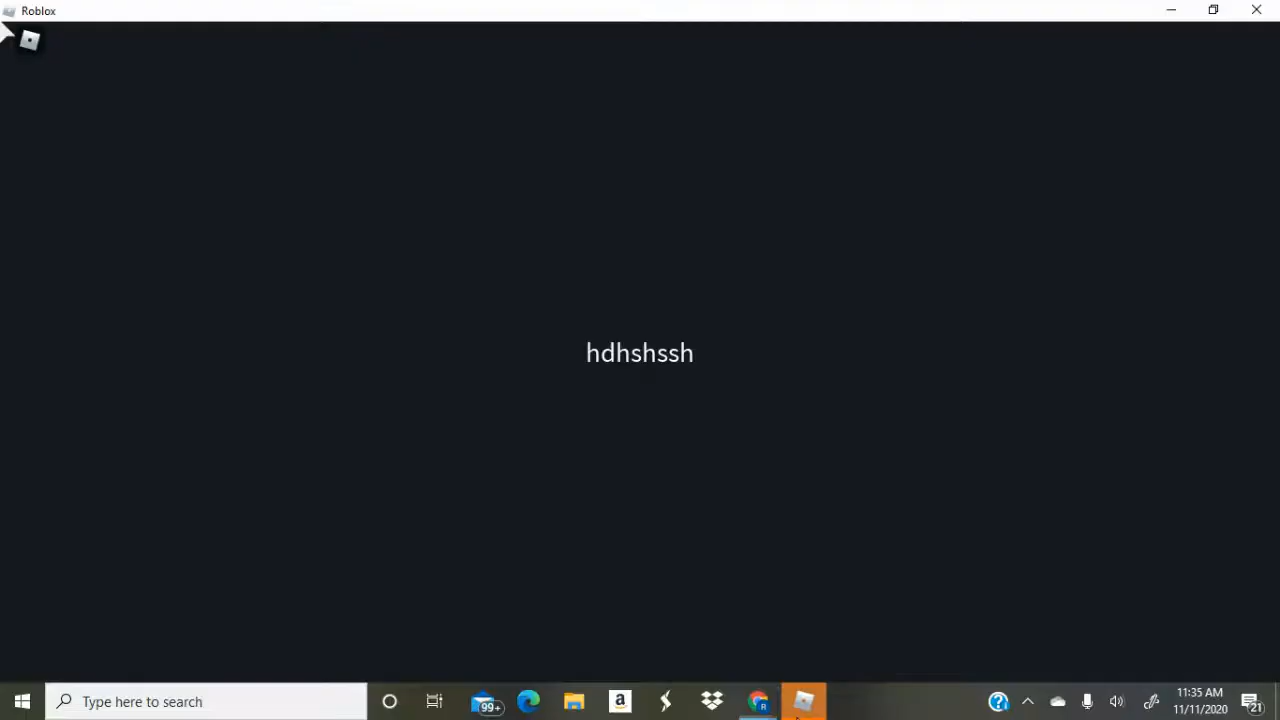 Roblox
hdhshssh
Type here to search
99+
a
R
11:35 AM
11/11/2020
21